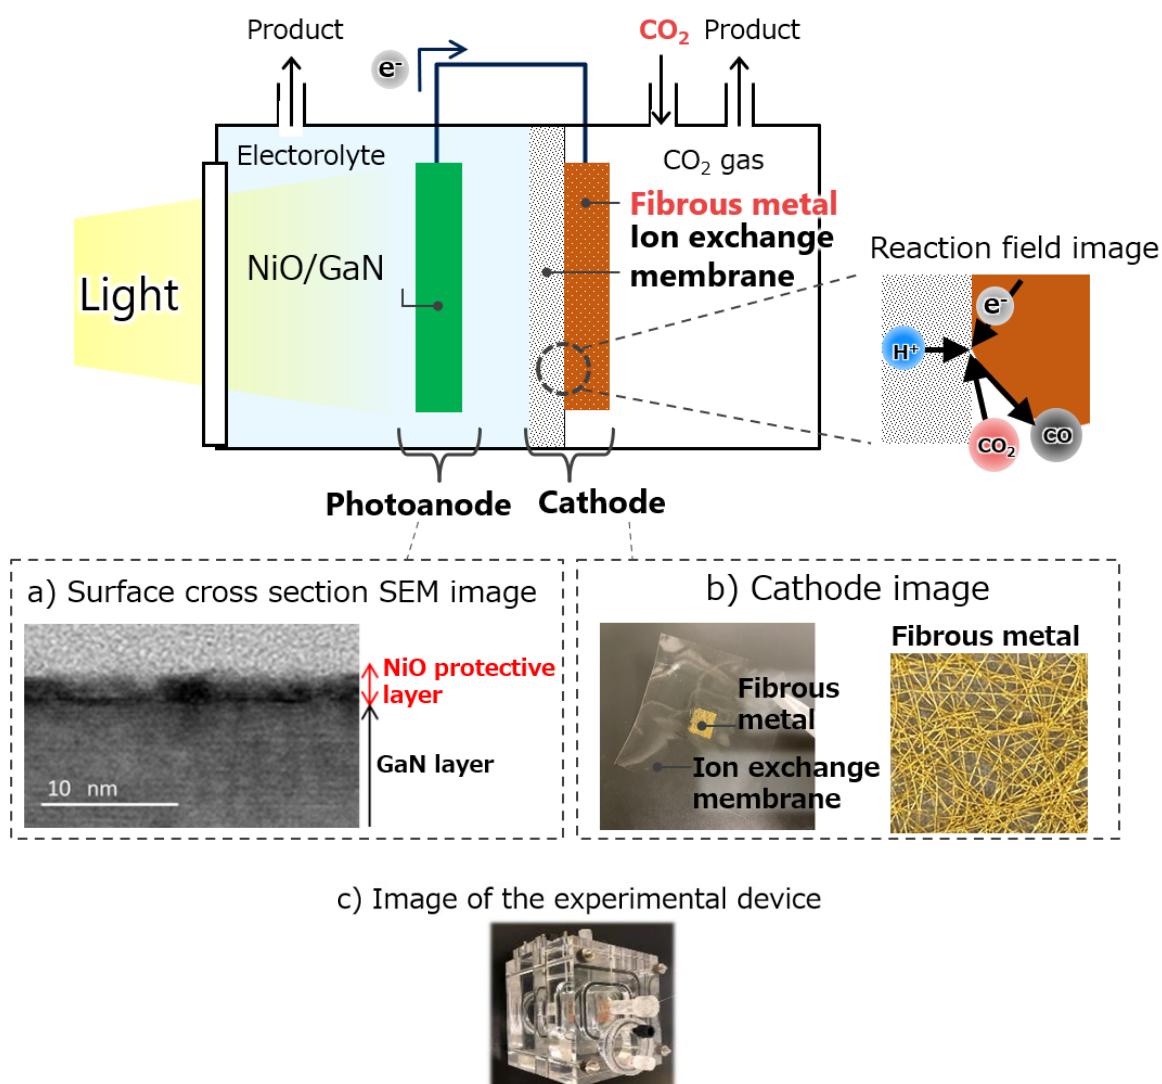 Product
CO2 Product
e-
Electorolyte
CO2 gas
Fibrous metal
Ion exchange
membrane
NiO/GaN
Light
Reaction field image
e-
H+
CO2
CO
Photoanode
Cathode
a) Surface cross section SEM image
NiO protective
layer
GaN layer
10 nm
b) Cathode image
Fibrous metal
Fibrous
metal
Ion exchange
membrane
c) Image of the experimental device